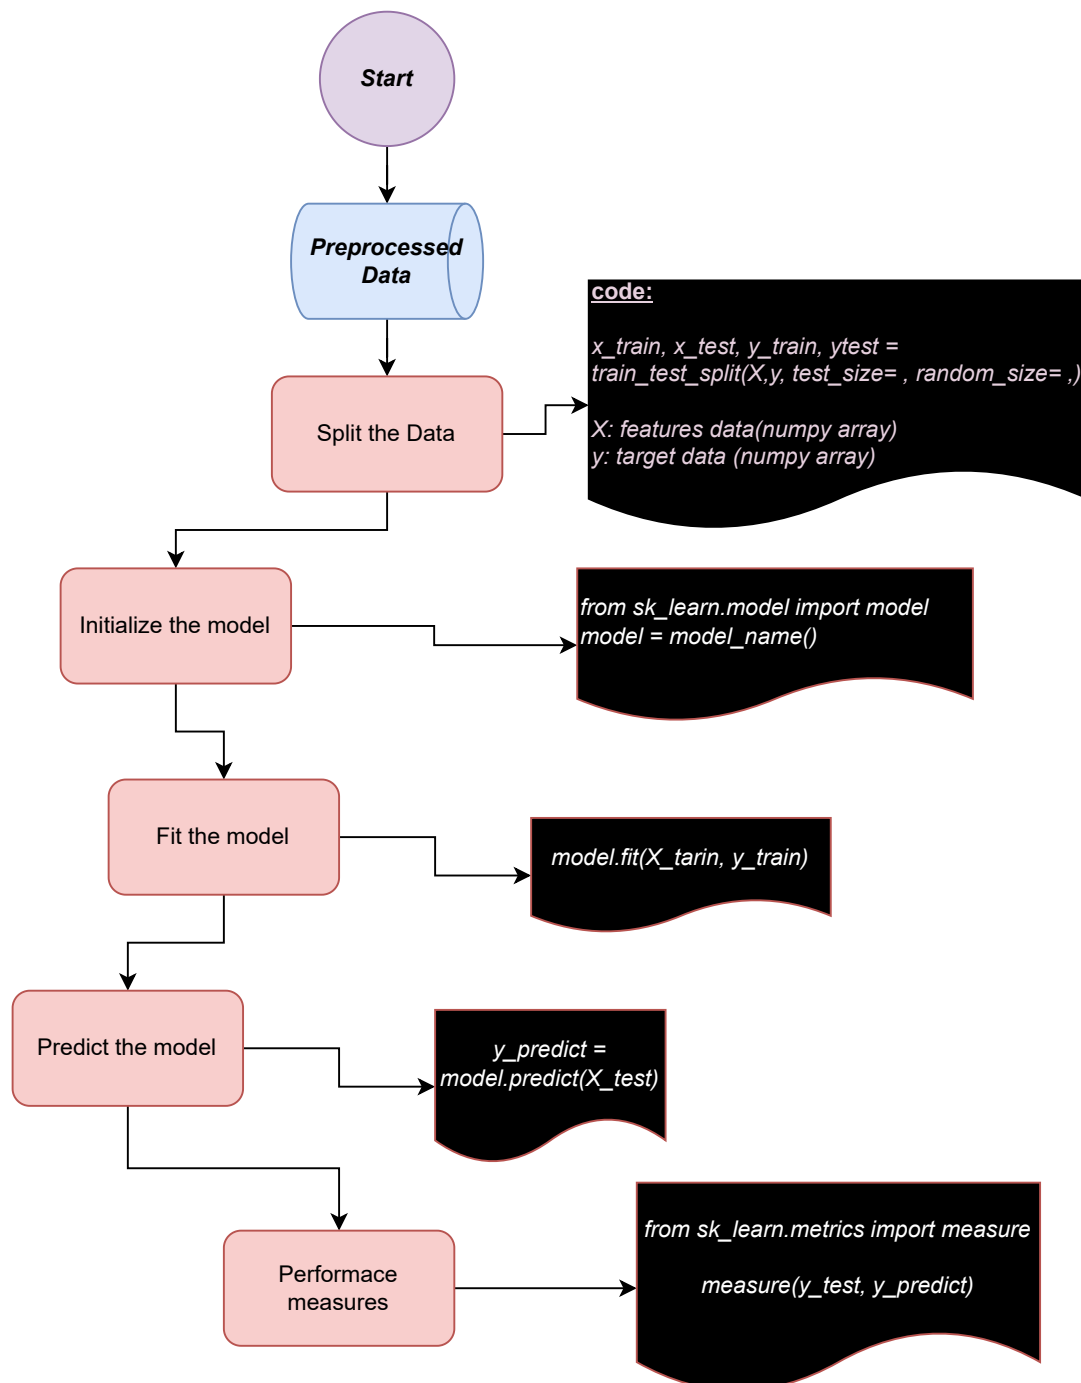 Start
Preprocessed
Data
code:
x_train, x_test, y_train, ytest =
train_test_split(X,y, test_size= , random_size= ,)
X: features data(numpy array)
y: target data (numpy array)
Split the Data
Initialize the model
from sk_learn.model import model
model = model_name()
Fit the model
model.fit(X_tarin, y_train)
Predict the model
y_predict =
model.predict(X_test)
Performace
measures
from sk_learn.metrics import measure
measure(y_test, y_predict)